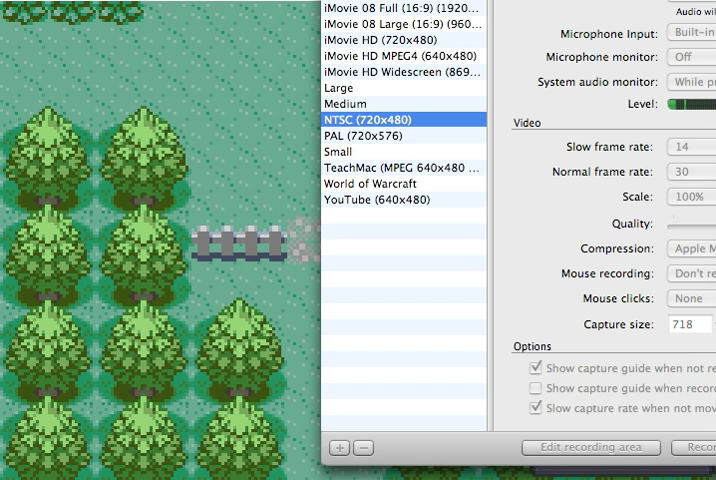 iMovie 08 Full (16:9) (1920...
iMovie 08 Large (16:9) (960...
iMovie HD (720x480)
iMovie HD MPEG4 (640x480)
iMovie HD Widescreen (869...
Large
Medium
NTSC (720x480)
PAL (720x576)
Small
TeachMac (MPEG 640x480 ...
World of Warcraft
YouTube (640x480)
Audio wil
Microphone Input: Built-in
Microphone monitor: Off
System audio monitor: While pr
Level:
Video
Slow frame rate: 14
Normal frame rate: 30
Scale: 100%
Quality:
Compression: Apple M
Mouse recording: Don't re
Mouse clicks: None
Capture size: 718
Options
Show capture guide when not re
Show capture guide when recor
Slow capture rate when not mov
+ −
Edit recording area
Recor